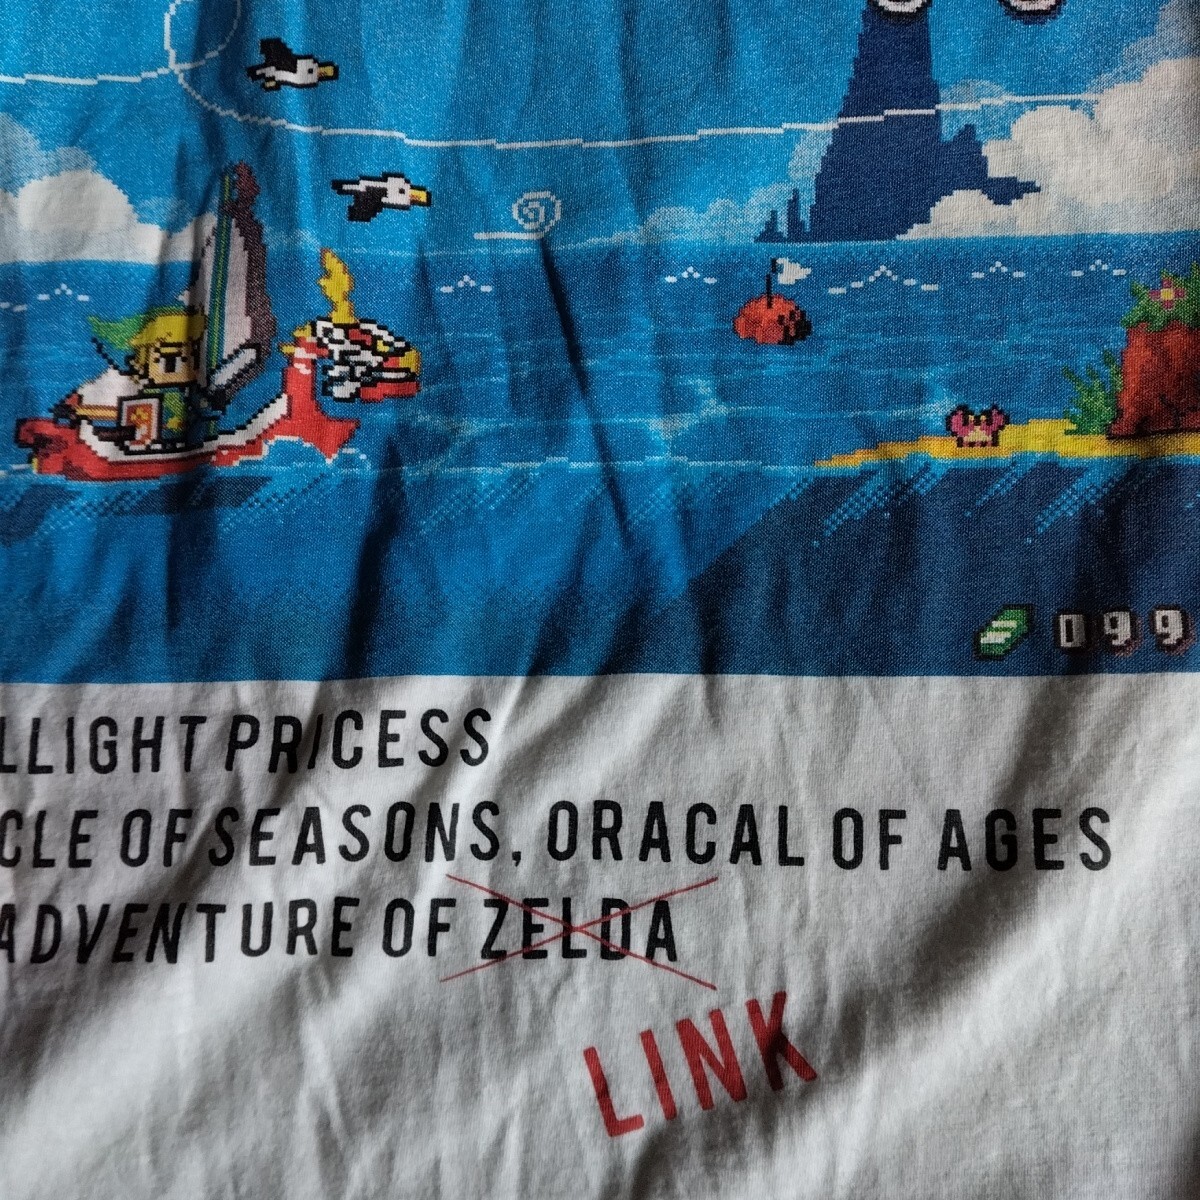 099
LLIGHT PRICESS
CLE OF SEASONS, ORACAL OF AGES
ADVENTURE OF ZELDA
LINK